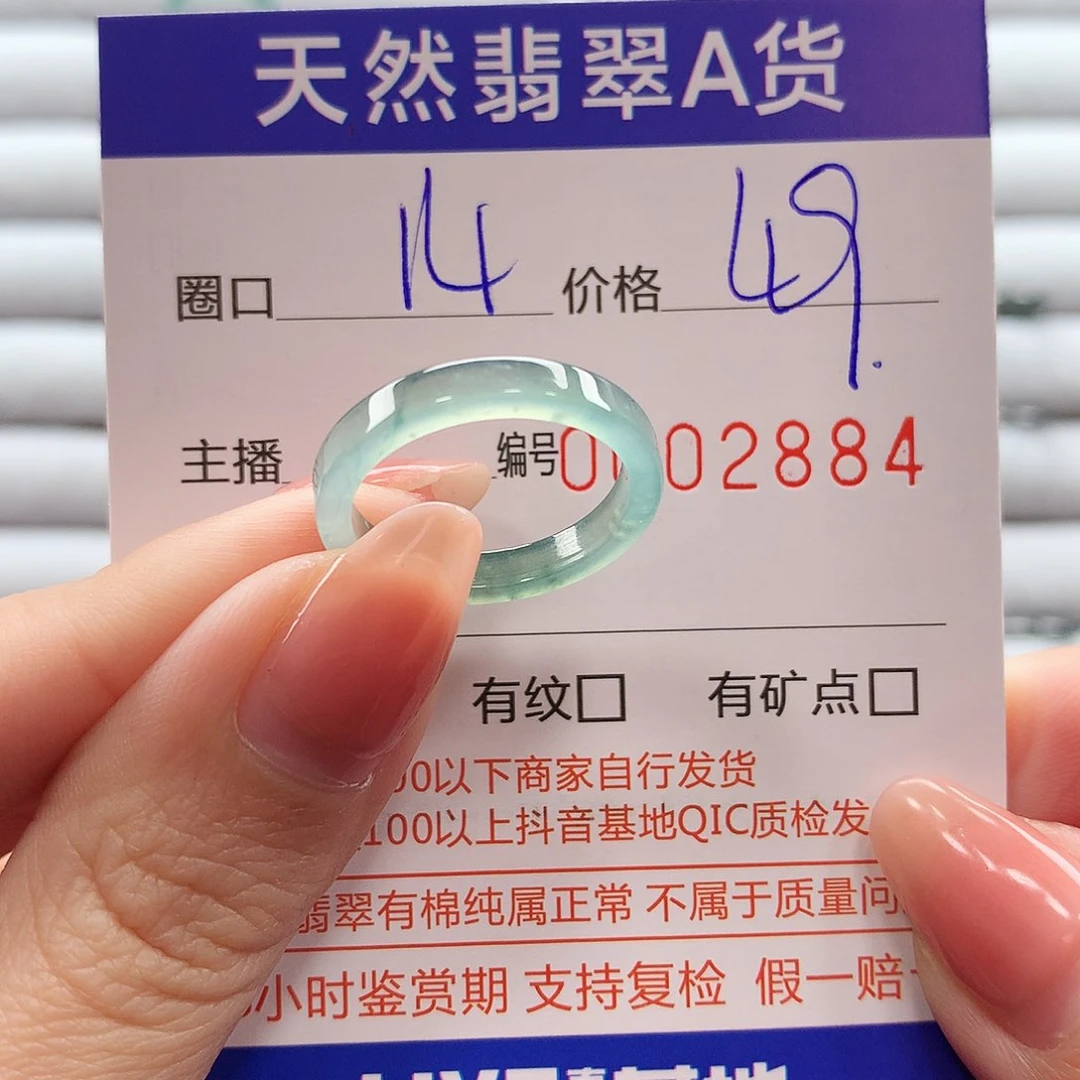 天然翡翠A货
圈口 14 价格 49.
主播 编号 0002884
有纹□ 有矿点□
00以下商家自行发货
100以上抖音基地QIC质检发
翡翠有棉纯属正常 不属于质量问
小时鉴赏期 支持复检 假一赔